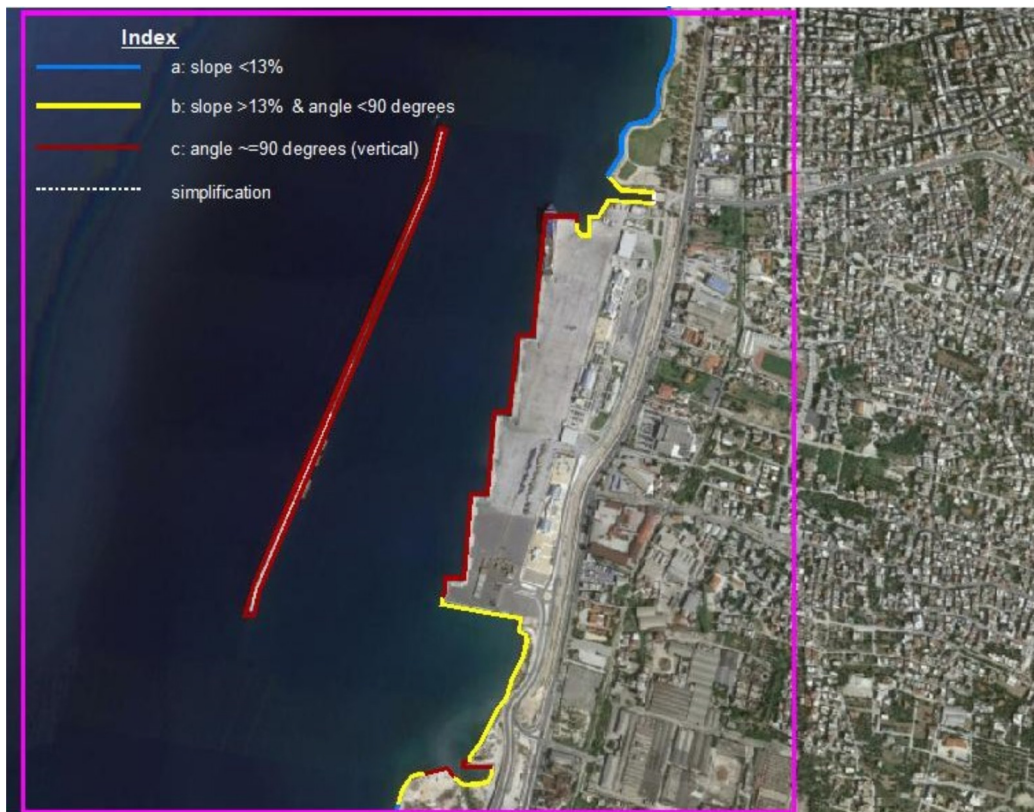 Index
a: slope <13%
b: slope >13% & angle <90 degrees
c: angle ~=90 degrees (vertical)
simplification